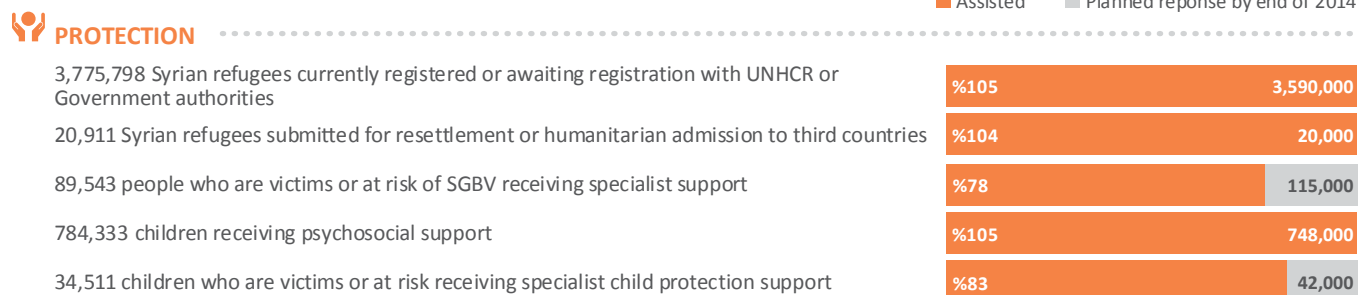 Assisted Planned reponse by end of 2014
PROTECTION
3,775,798 Syrian refugees currently registered or awaiting registration with UNHCR or
Government authorities
%105 3,590,000
20,911 Syrian refugees submitted for resettlement or humanitarian admission to third countries %104 20,000
89,543 people who are victims or at risk of SGBV receiving specialist support %78 115,000
784,333 children receiving psychosocial support %105 748,000
34,511 children who are victims or at risk receiving specialist child protection support %83 42,000